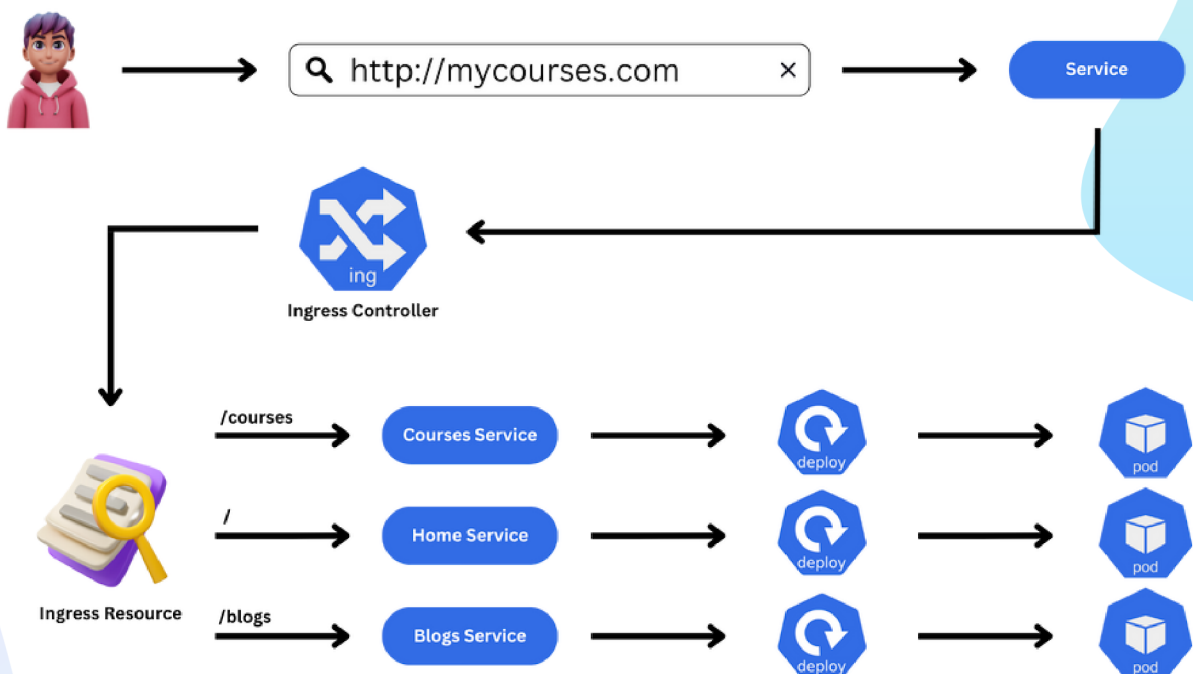 http://mycourses.com ×
Service
ing
Ingress Controller
/courses
Courses Service
deploy
pod
/
Home Service
deploy
pod
Ingress Resource
/blogs
Blogs Service
deploy
pod